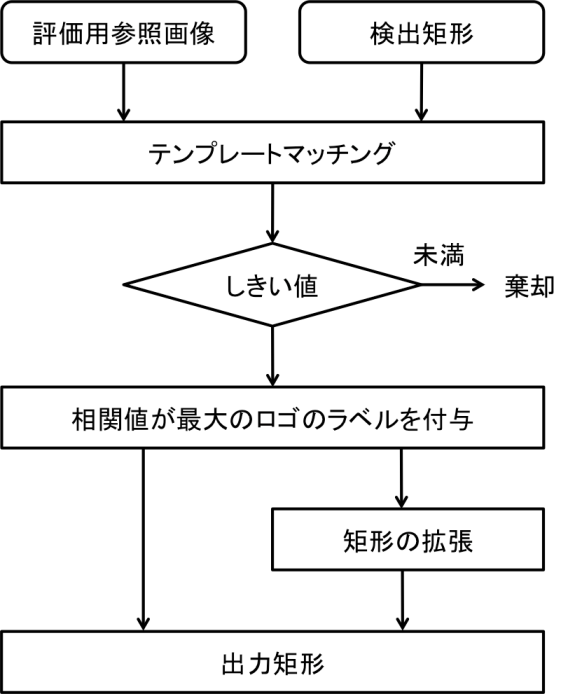 評価用参照画像
検出矩形
テンプレートマッチング
未満
しきい値
棄却
相関値が最大のロゴのラベルを付与
矩形の拡張
出力矩形